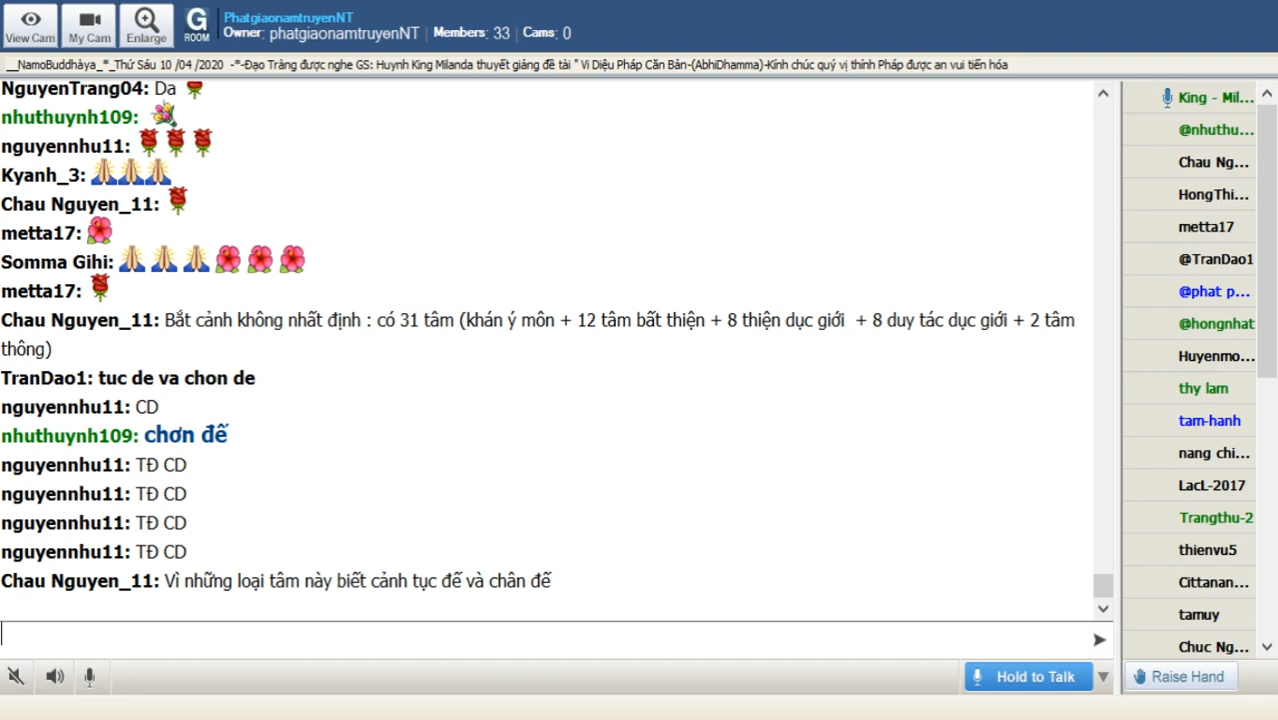 View Cam
My Cam
Enlarge
G
ROOM
PhatgiaonamtruyenNT
Owner: phatgiaonamtruyenNT | Members: 33 | Cams: 0
__NamoBuddhàya_*_Thứ Sáu 10 /04 /2020 -*-Đạo Tràng được nghe GS: Huynh King Milanda thuyết giảng đề tài " Vi Diệu Pháp Căn Bản-(AbhiDhamma)-Kính chúc quý vị thính Pháp được an vui tiến hóa
NguyenTrang04: Da
nhuthuynh109:
nguyennhu11:
Kyanh_3:
Chau Nguyen_11:
metta17:
Somma Gihi:
metta17:
Chau Nguyen_11: Bắt cảnh không nhất định : có 31 tâm (khán ý môn + 12 tâm bất thiện + 8 thiện dục giới + 8 duy tác dục giới + 2 tâm
thông)
TranDao1: tuc de va chon de
nguyennhu11: CD
nhuthuynh109: chơn đế
nguyennhu11: TĐ CD
nguyennhu11: TĐ CD
nguyennhu11: TĐ CD
nguyennhu11: TĐ CD
Chau Nguyen_11: Vì những loại tâm này biết cảnh tục đế và chân đế
King - Mil...
@nhuthu...
Chau Ng...
HongThi...
metta17
@TranDao1
@phat p...
@hongnhat
Huyenmo...
thy lam
tam-hanh
nang chi...
LacL-2017
Trangthu-2
thienvu5
Cittanan...
tamuy
Chuc Ng...
Hold to Talk
Raise Hand